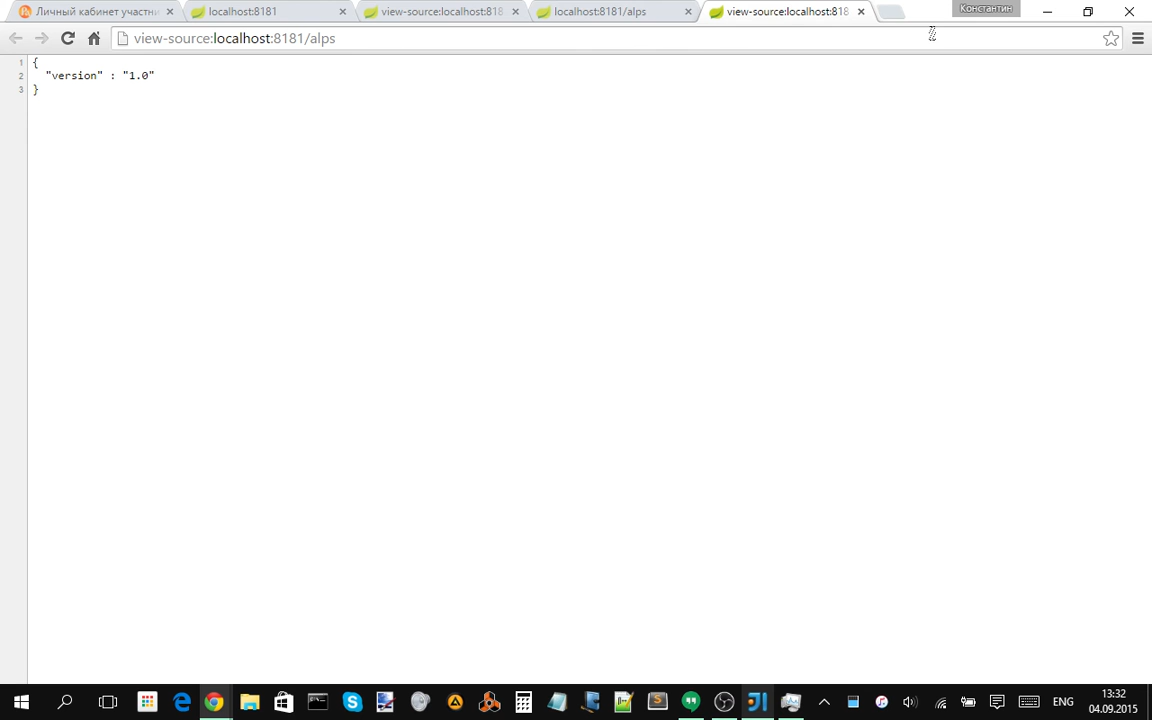 Личный кабинет участни
localhost:8181
view-source:localhost:818
localhost:8181/alps
view-source:localhost:818
Константин
view-source:localhost:8181/alps
1 {
2 "version" : "1.0"
3 }
ENG
13:32
04.09.2015